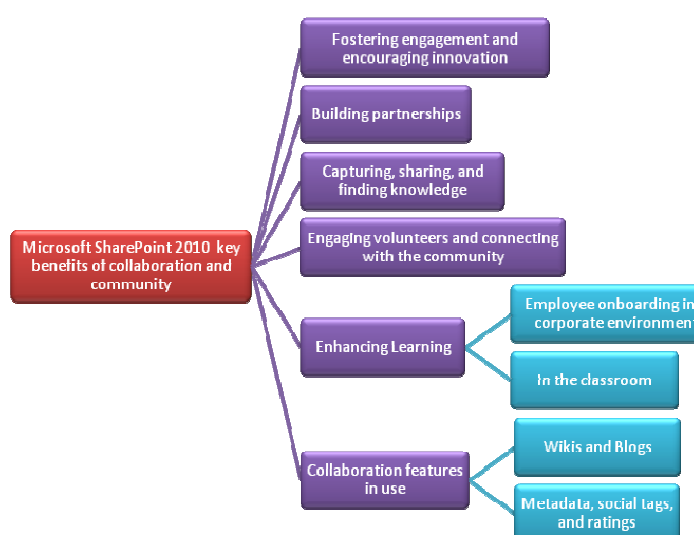 Fostering engagement and
encouraging innovation
Building partnerships
Capturing, sharing, and
finding knowledge
Microsoft SharePoint 2010 key
benefits of collaboration and
community
Engaging volunteers and connecting
with the community
Enhancing Learning
Employee onboarding in
corporate environment
In the classroom
Collaboration features
in use
Wikis and Blogs
Metadata, social tags,
and ratings